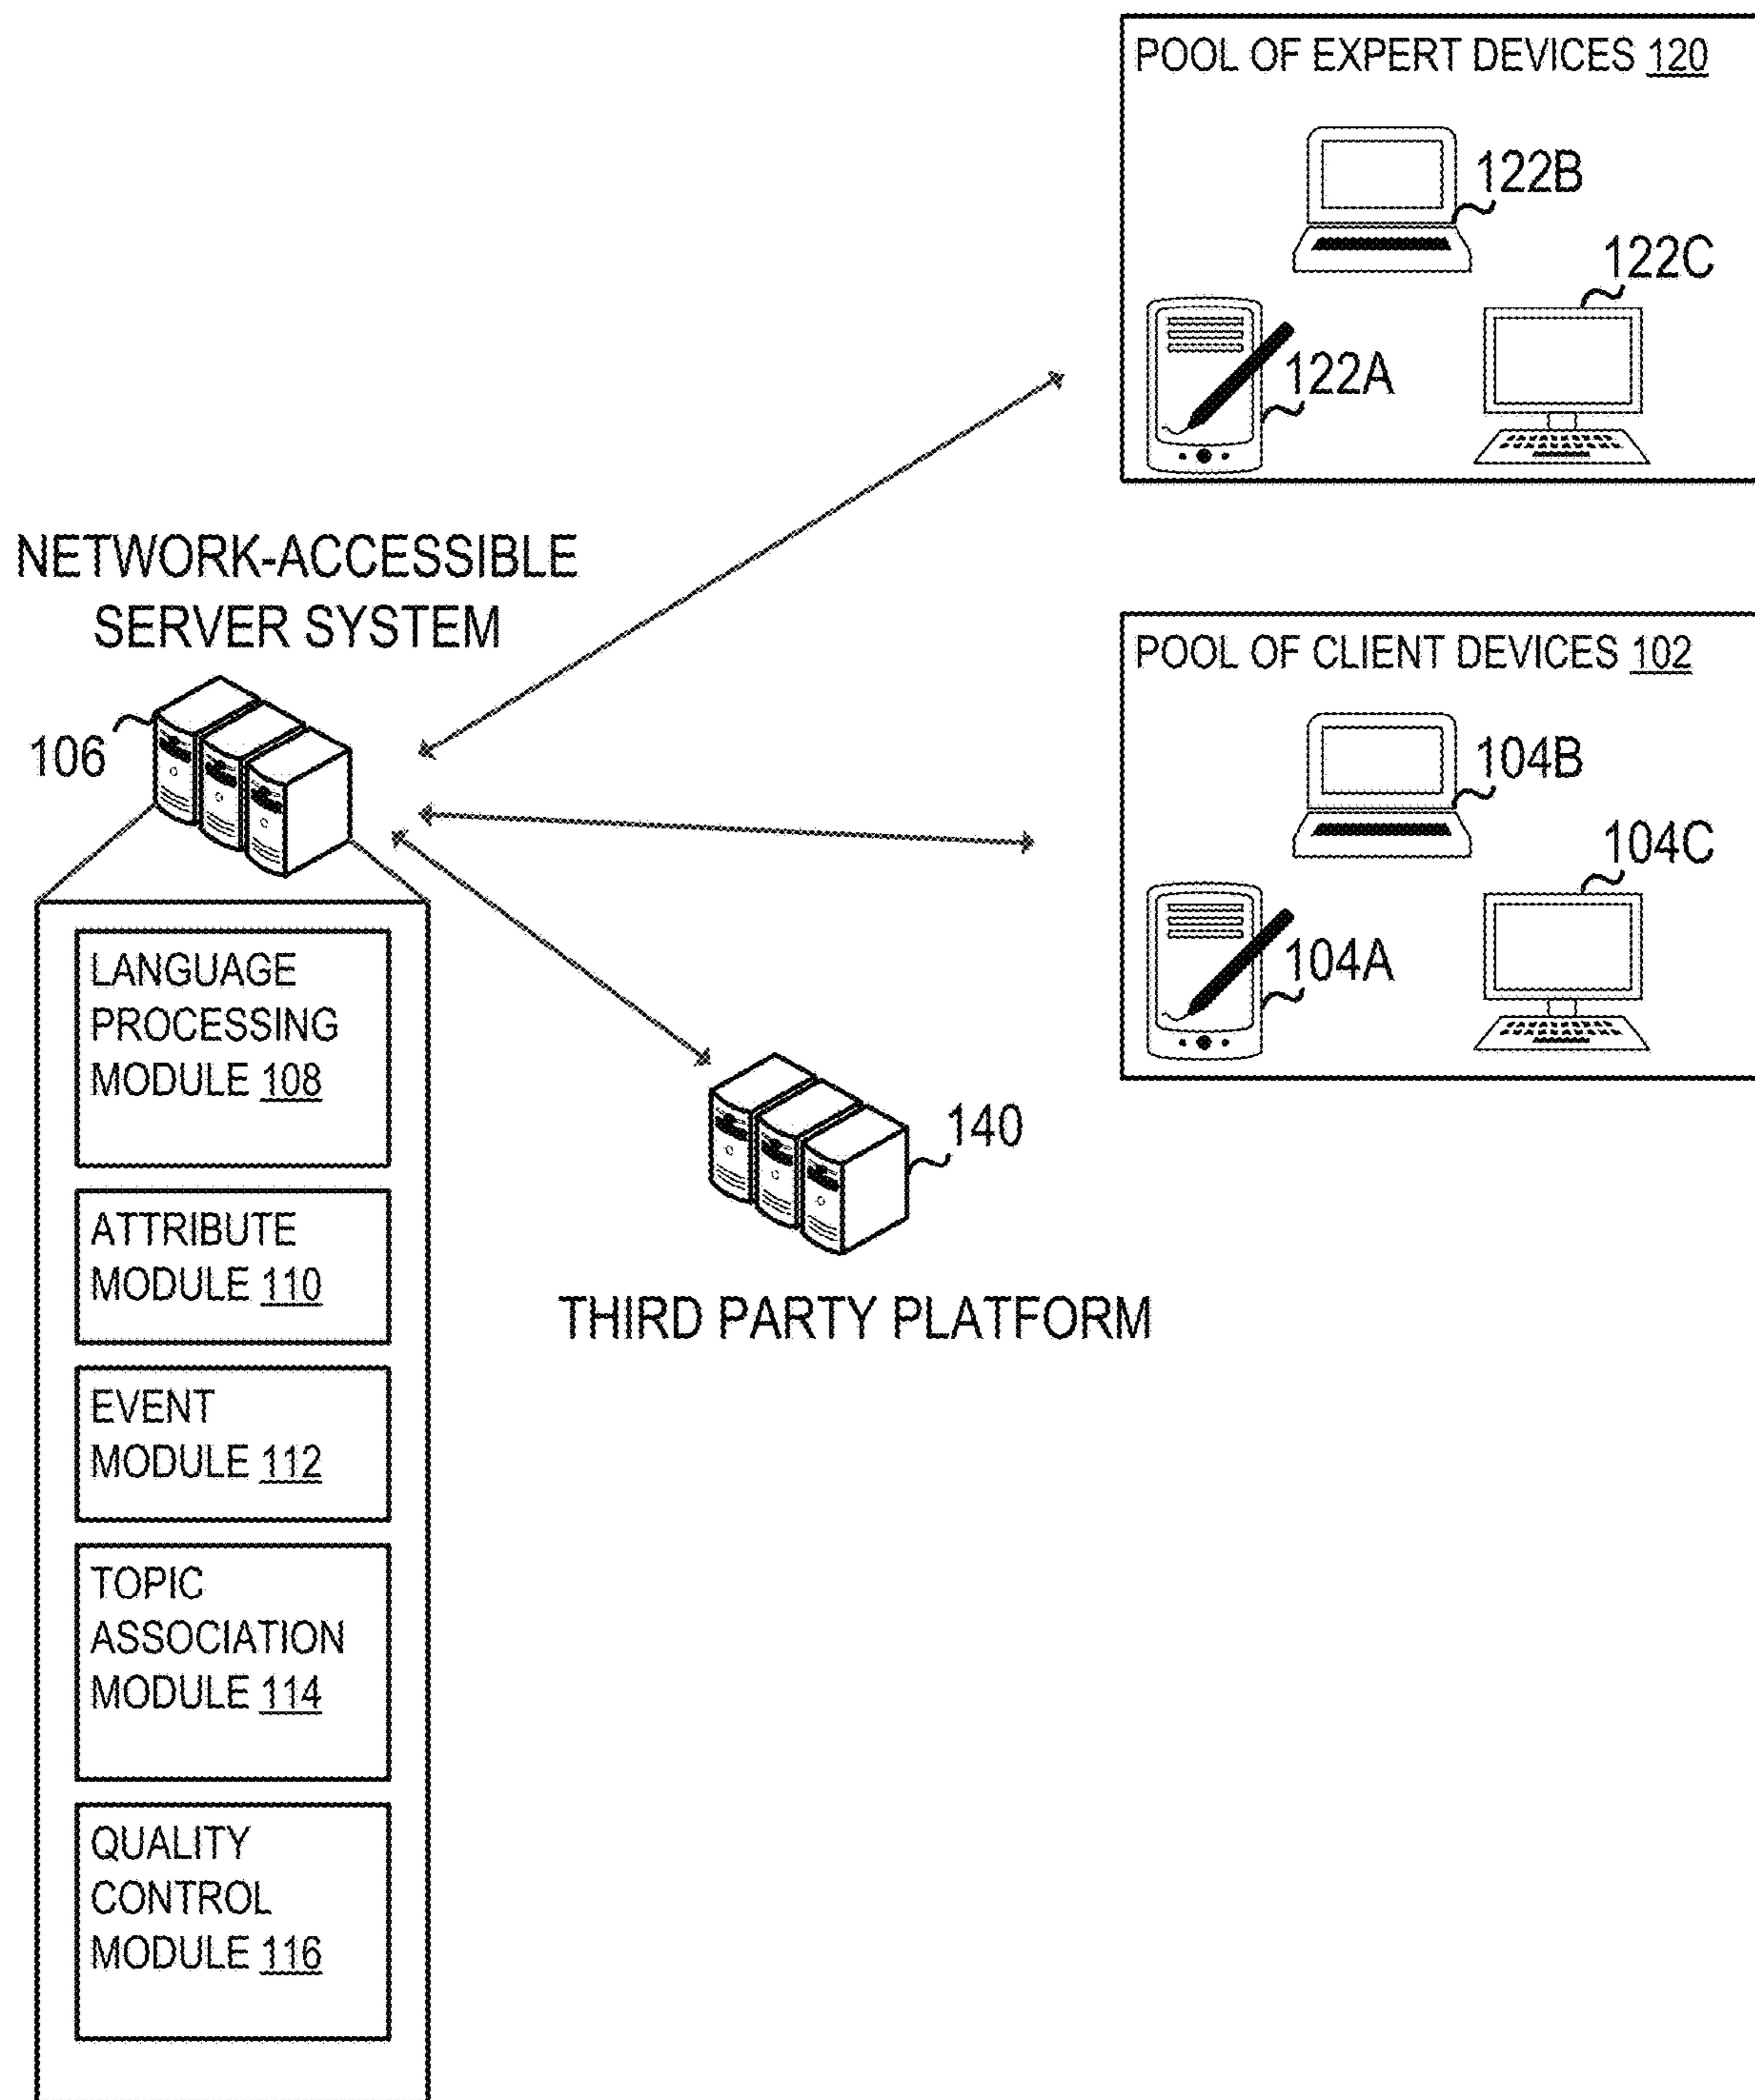 POOL OF EXPERT DEVICES 120
122B
122C
122A
NETWORK-ACCESSIBLE
SERVER SYSTEM
106
POOL OF CLIENT DEVICES 102
104B
104C
104A
LANGUAGE
PROCESSING
MODULE 108
140
THIRD PARTY PLATFORM
ATTRIBUTE
MODULE 110
EVENT
MODULE 112
TOPIC
ASSOCIATION
MODULE 114
QUALITY
CONTROL
MODULE 116